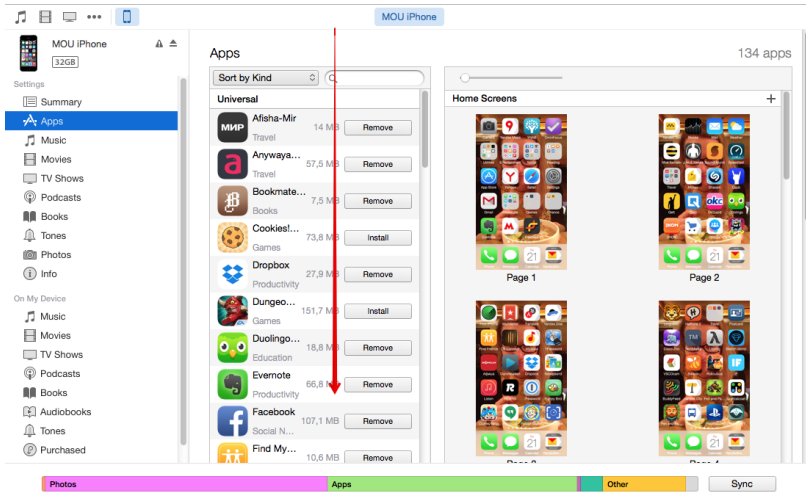 MOU iPhone
MOU iPhone
32GB
Settings
Summary
Apps
Music
Movies
TV Shows
Podcasts
Books
Tones
Photos
Info
On My Device
Music
Movies
TV Shows
Podcasts
Books
Audiobooks
Tones
Purchased
Apps
134 apps
Sort by Kind
Universal
МИР
Afisha-Mir
Travel
14 MB
Remove
Anywaya...
Travel
57,5 MB
Remove
Bookmate...
Books
7,5 MB
Remove
Cookies!...
Games
73,8 MB
Install
Dropbox
Productivity
27,9 MB
Remove
Dungeo...
Games
151,7 MB
Install
Duolingo...
Education
18,8 MB
Remove
Evernote
Productivity
66,8 MB
Remove
Facebook
Social N...
107,1 MB
Remove
Find My...
10,6 MB
Remove
Home Screens
Page 1
Page 2
Photos
Apps
Other
Sync